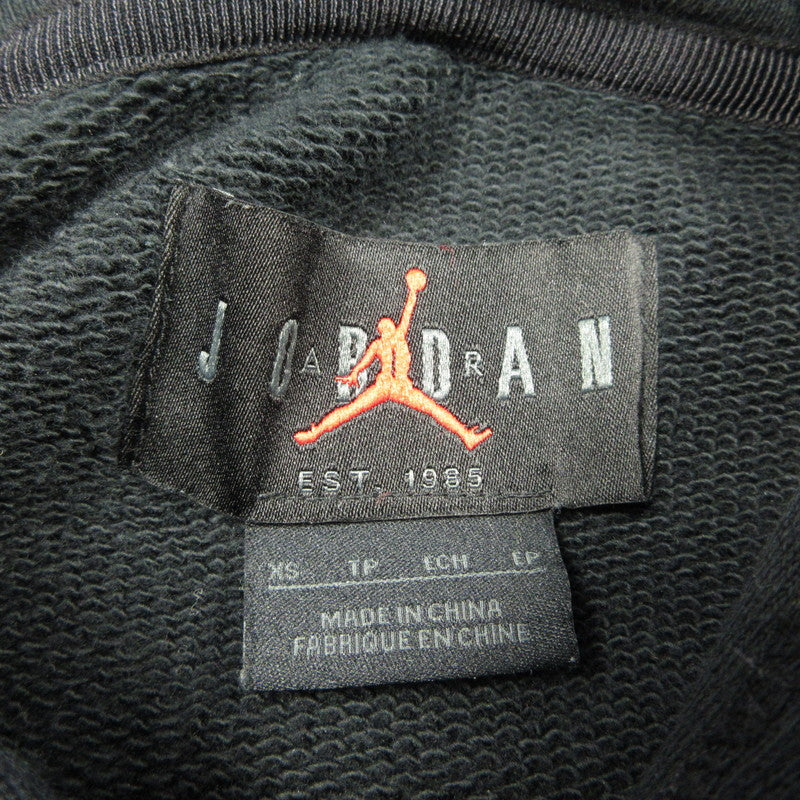 JORDAN
AIR
EST. 1985
XS TP ECH EP
MADE IN CHINA
FABRIQUE EN CHINE